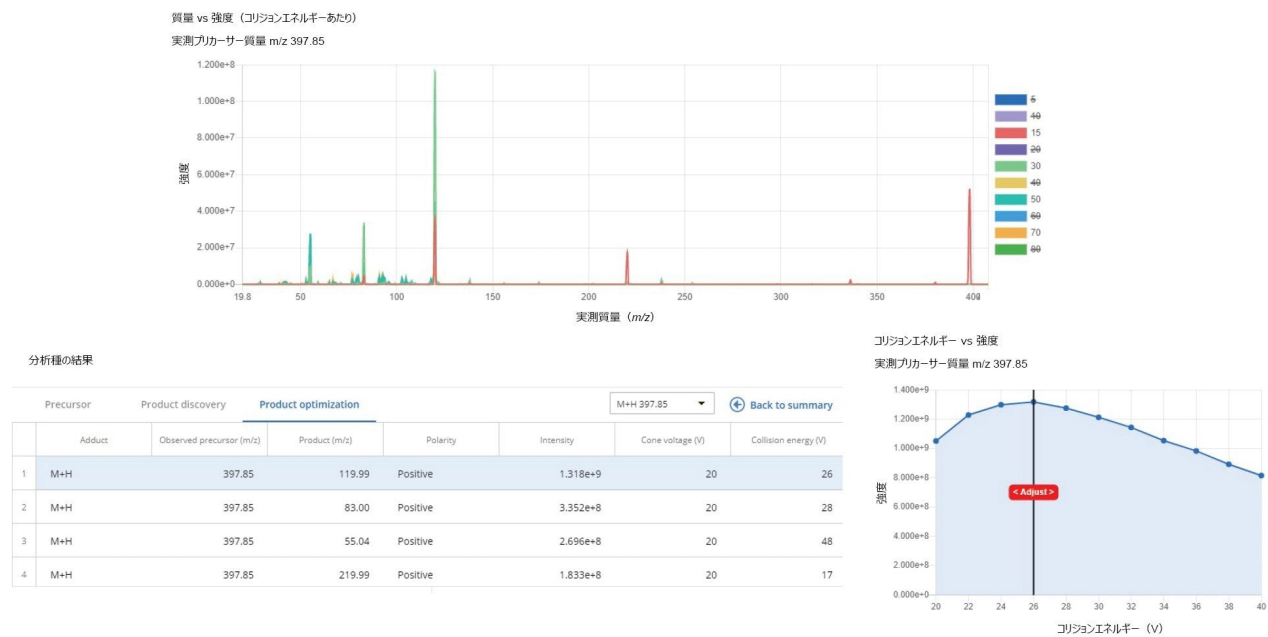 質量 vs 強度（コリジョンエネルギーあたり）
実測プリカーサー質量 m/z 397.85
1.200e+8
1.000e+8
8.000e+7
6.000e+7
4.000e+7
2.000e+7
0.000e+0
強度
19.8 50 100 150 200 250 300 350 400
実測質量（m/z）
5
10
15
20
30
40
50
60
70
80
分析種の結果
Precursor Product discovery Product optimization M+H 397.85 Back to summary
Adduct Observed precursor (m/z) Product (m/z) Polarity Intensity Cone voltage (V) Collision energy (V)
1 M+H 397.85 119.99 Positive 1.318e+9 20 26
2 M+H 397.85 83.00 Positive 3.352e+8 20 28
3 M+H 397.85 55.04 Positive 2.696e+8 20 48
4 M+H 397.85 219.99 Positive 1.833e+8 20 17
コリジョンエネルギー vs 強度
実測プリカーサー質量 m/z 397.85
1.400e+9
1.200e+9
1.000e+9
8.000e+8
6.000e+8
4.000e+8
2.000e+8
0.000e+0
強度
< Adjust >
20 22 24 26 28 30 32 34 36 38 40
コリジョンエネルギー（V）